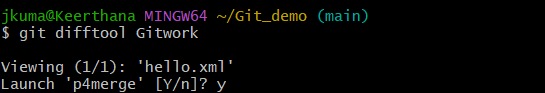 jkuma@Keerthana MINGW64 ~/Git_demo (main)
$ git difftool Gitwork
Viewing (1/1): 'hello.xml'
Launch 'p4merge' [Y/n]? y